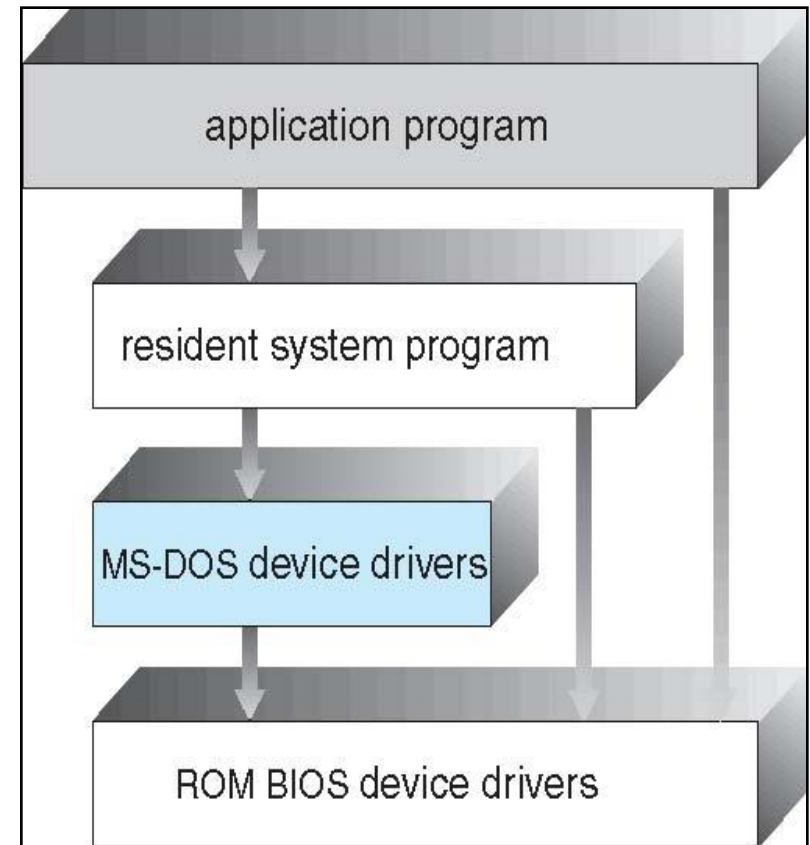 application program
resident system program
MS-DOS device drivers
ROM BIOS device drivers